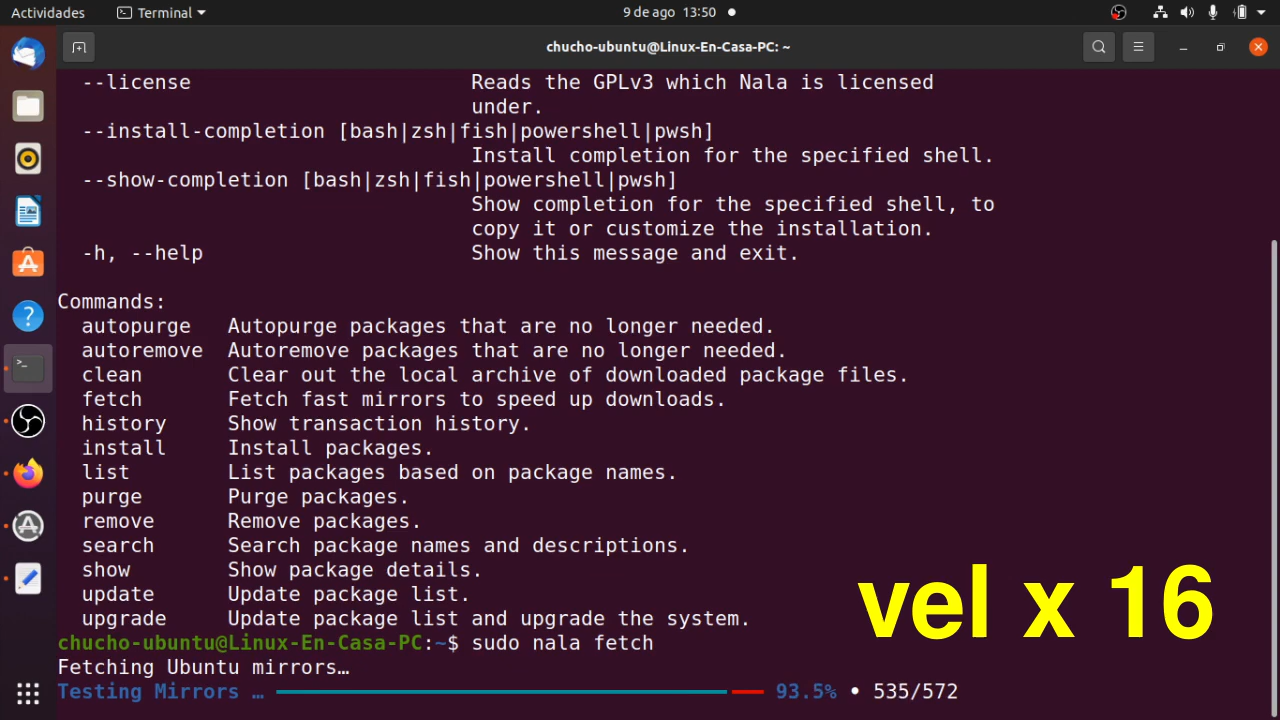 Actividades Terminal 9 de ago 13:50
chucho-ubuntu@Linux-En-Casa-PC: ~
--license Reads the GPLv3 which Nala is licensed
under.
--install-completion [bash|zsh|fish|powershell|pwsh]
Install completion for the specified shell.
--show-completion [bash|zsh|fish|powershell|pwsh]
Show completion for the specified shell, to
copy it or customize the installation.
-h, --help Show this message and exit.
Commands:
autopurge Autopurge packages that are no longer needed.
autoremove Autoremove packages that are no longer needed.
clean Clear out the local archive of downloaded package files.
fetch Fetch fast mirrors to speed up downloads.
history Show transaction history.
install Install packages.
list List packages based on package names.
purge Purge packages.
remove Remove packages.
search Search package names and descriptions.
show Show package details.
update Update package list.
upgrade Update package list and upgrade the system.
vel x 16
chucho-ubuntu@Linux-En-Casa-PC:~$ sudo nala fetch
Fetching Ubuntu mirrors…
Testing Mirrors … 93.5% • 535/572